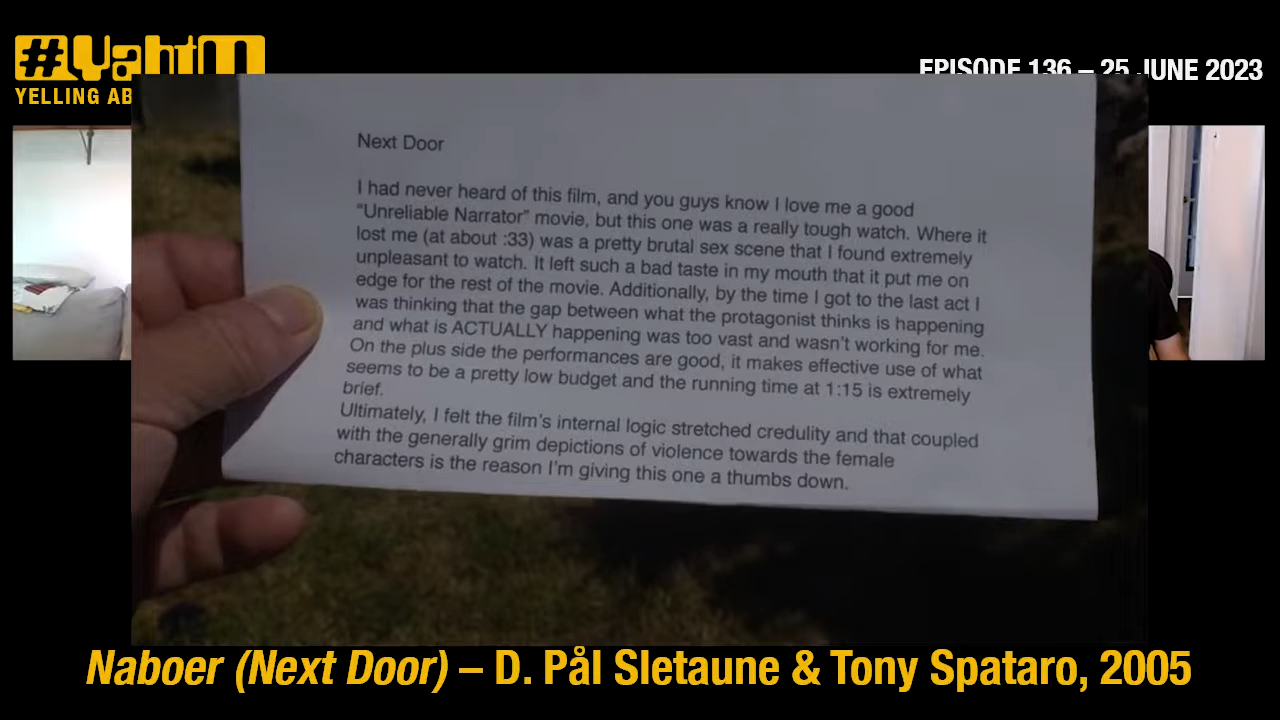 #Yahtm
EPISODE 136 – 25 JUNE 2023
YELLING AB
Next Door
I had never heard of this film, and you guys know I love me a good
“Unreliable Narrator” movie, but this one was a really tough watch. Where it
lost me (at about :33) was a pretty brutal sex scene that I found extremely
unpleasant to watch. It left such a bad taste in my mouth that it put me on
edge for the rest of the movie. Additionally, by the time I got to the last act I
was thinking that the gap between what the protagonist thinks is happening
and what is ACTUALLY happening was too vast and wasn’t working for me.
On the plus side the performances are good, it makes effective use of what
seems to be a pretty low budget and the running time at 1:15 is extremely
brief.
Ultimately, I felt the film’s internal logic stretched credulity and that coupled
with the generally grim depictions of violence towards the female
characters is the reason I’m giving this one a thumbs down.
Naboer (Next Door) – D. Pål Sletaune & Tony Spataro, 2005